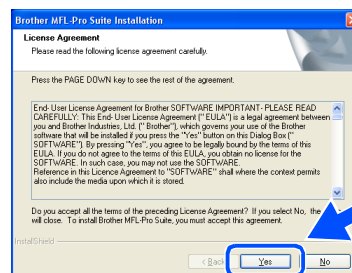 Brother MFL-Pro Suite Installation
License Agreement
Please read the following license agreement carefully.
Press the PAGE DOWN key to see the rest of the agreement.
End- User License Agreement for Brother SOFTWARE IMPORTANT- PLEASE READ
CAREFULLY: This End- User License Agreement ("EULA") is a legal agreement between
you and Brother Industries, Ltd. (" Brother"), which governs your use of the Brother
software that will be installed if you press the "Yes" button on this Dialog Box ("
SOFTWARE"). By pressing "Yes", you agree to be legally bound by the terms of this
EULA. If you do not agree to the terms of this EULA, you obtain no license for the
SOFTWARE. In such case, you may not use the SOFTWARE.
Reference in this Licence Agreement to "SOFTWARE" shall where the context permits
also include the media upon which it is stored.
Do you accept all the terms of the preceding License Agreement? If you select No, the
will close. To install Brother MFL-Pro Suite, you must accept this agreement.
InstallShield
< Back
Yes
No